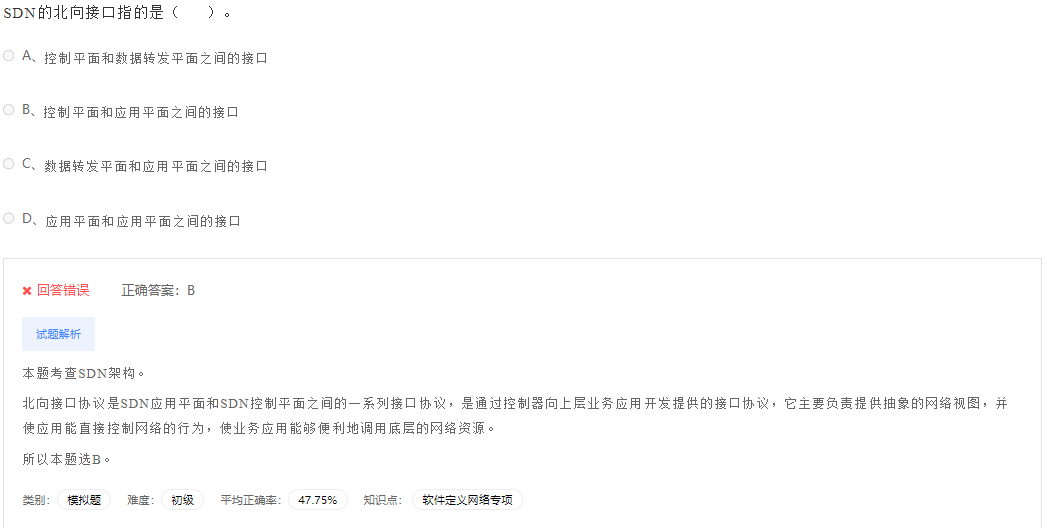 SDN的北向接口指的是（　　）。
A、控制平面和数据转发平面之间的接口
B、控制平面和应用平面之间的接口
C、数据转发平面和应用平面之间的接口
D、应用平面和应用平面之间的接口
✖ 回答错误 正确答案：B
试题解析
本题考查SDN架构。
北向接口协议是SDN应用平面和SDN控制平面之间的一系列接口协议，是通过控制器向上层业务应用开发提供的接口协议，它主要负责提供抽象的网络视图，并
使应用能直接控制网络的行为，使业务应用能够便利地调用底层的网络资源。
所以本题选B。
类别： 模拟题 难度： 初级 平均正确率： 47.75% 知识点： 软件定义网络专项